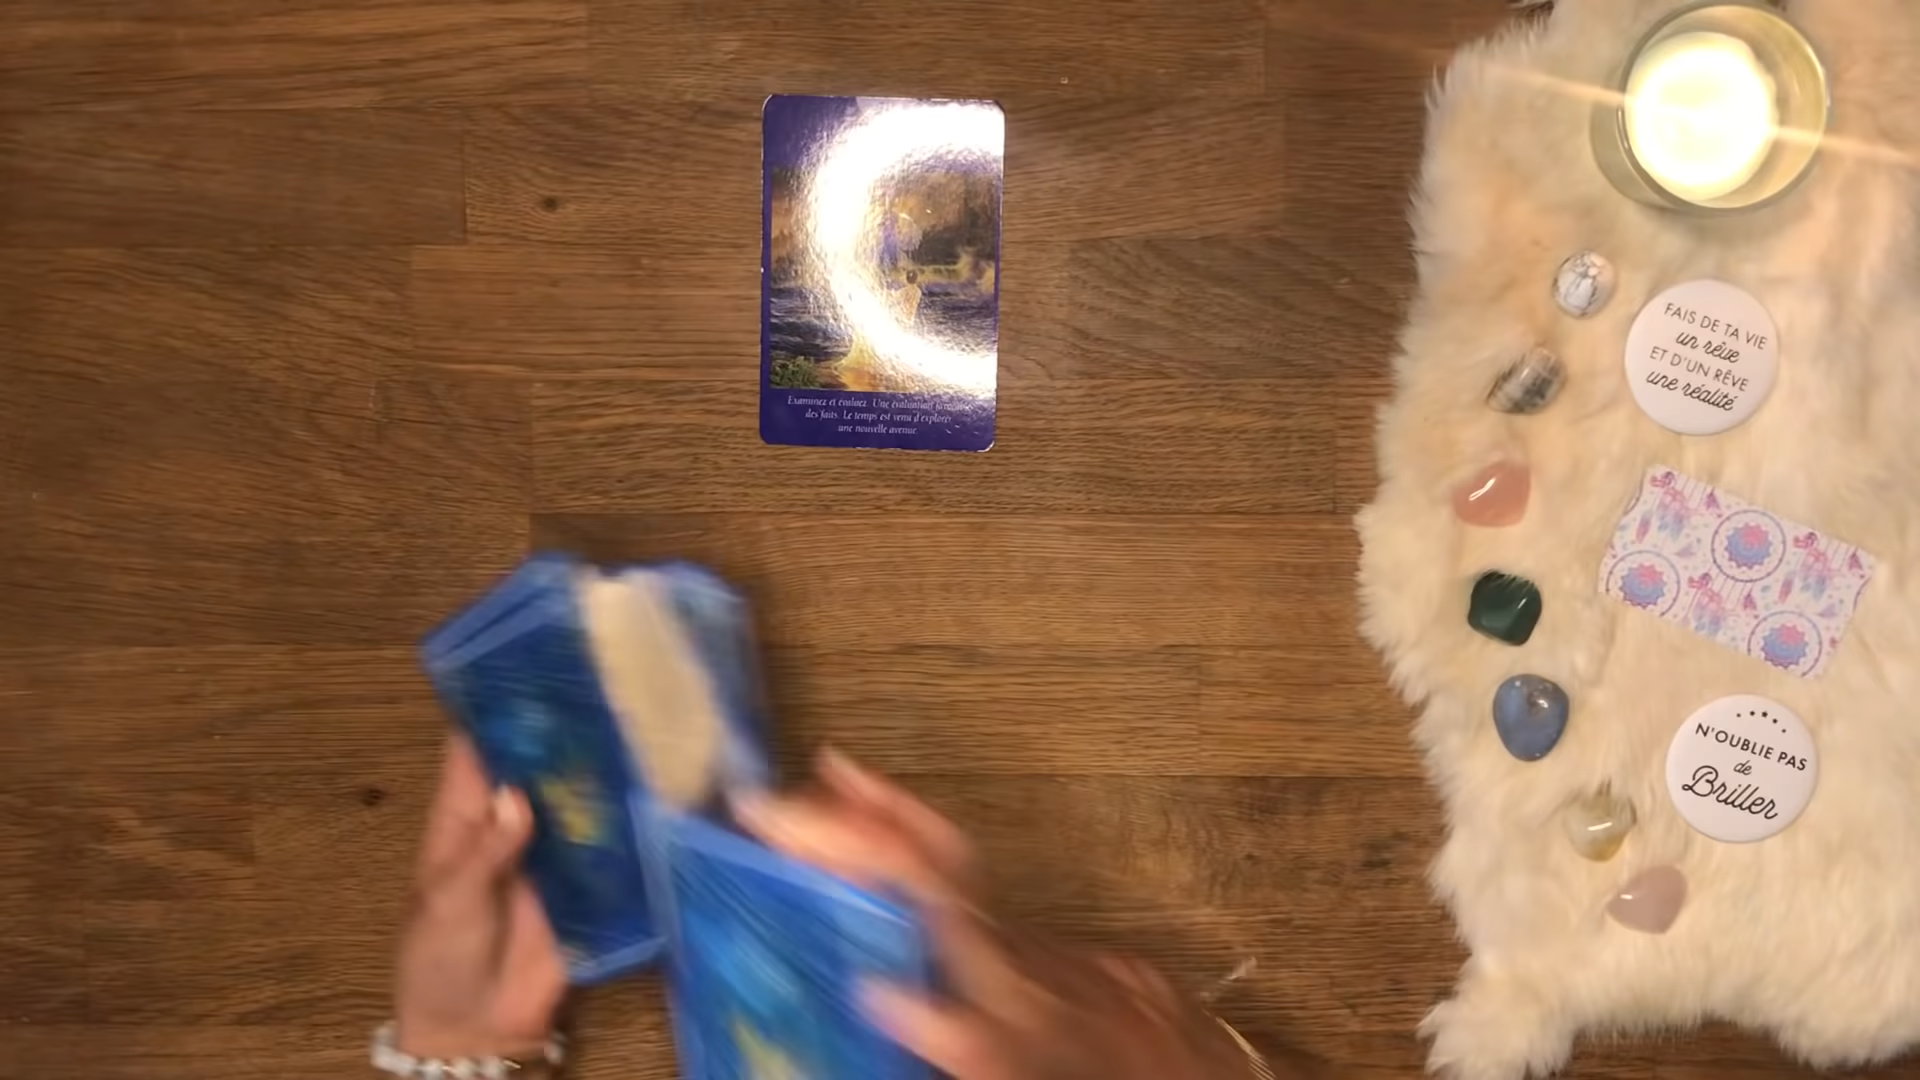 Examinez et évaluez. Une évaluation
des faits. Le temps est venu d'explorer
une nouvelle avenue.
FAIS DE TA VIE
un rêve
ET D'UN RÊVE
une réalité
N'OUBLIE PAS
de
Briller